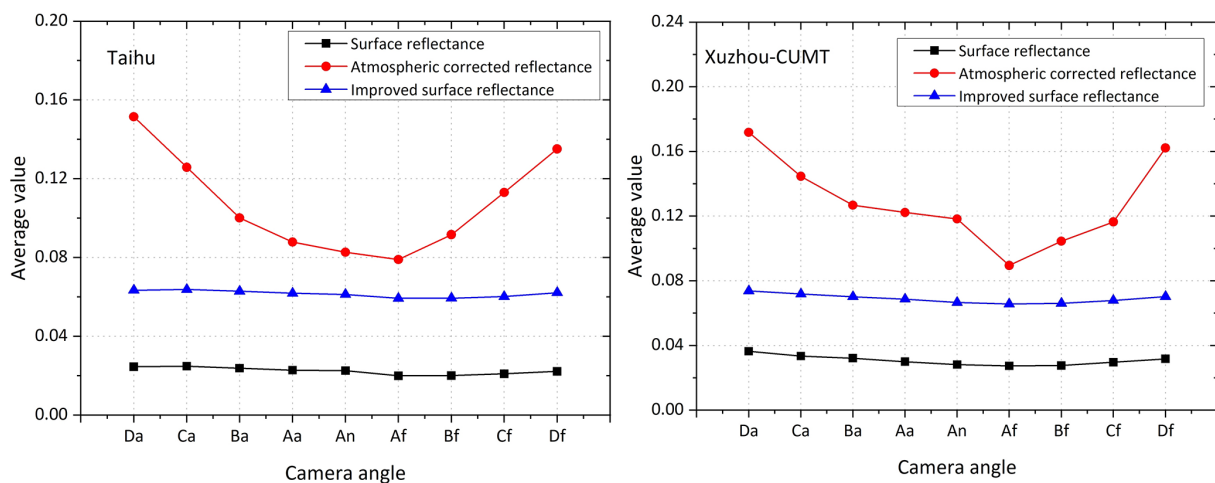 Taihu
Surface reflectance
Atmospheric corrected reflectance
Improved surface reflectance
Average value
0.20
0.16
0.12
0.08
0.04
0.00
Da Ca Ba Aa An Af Bf Cf Df
Camera angle
Xuzhou-CUMT
Surface reflectance
Atmospheric corrected reflectance
Improved surface reflectance
Average value
0.24
0.20
0.16
0.12
0.08
0.04
0.00
Da Ca Ba Aa An Af Bf Cf Df
Camera angle